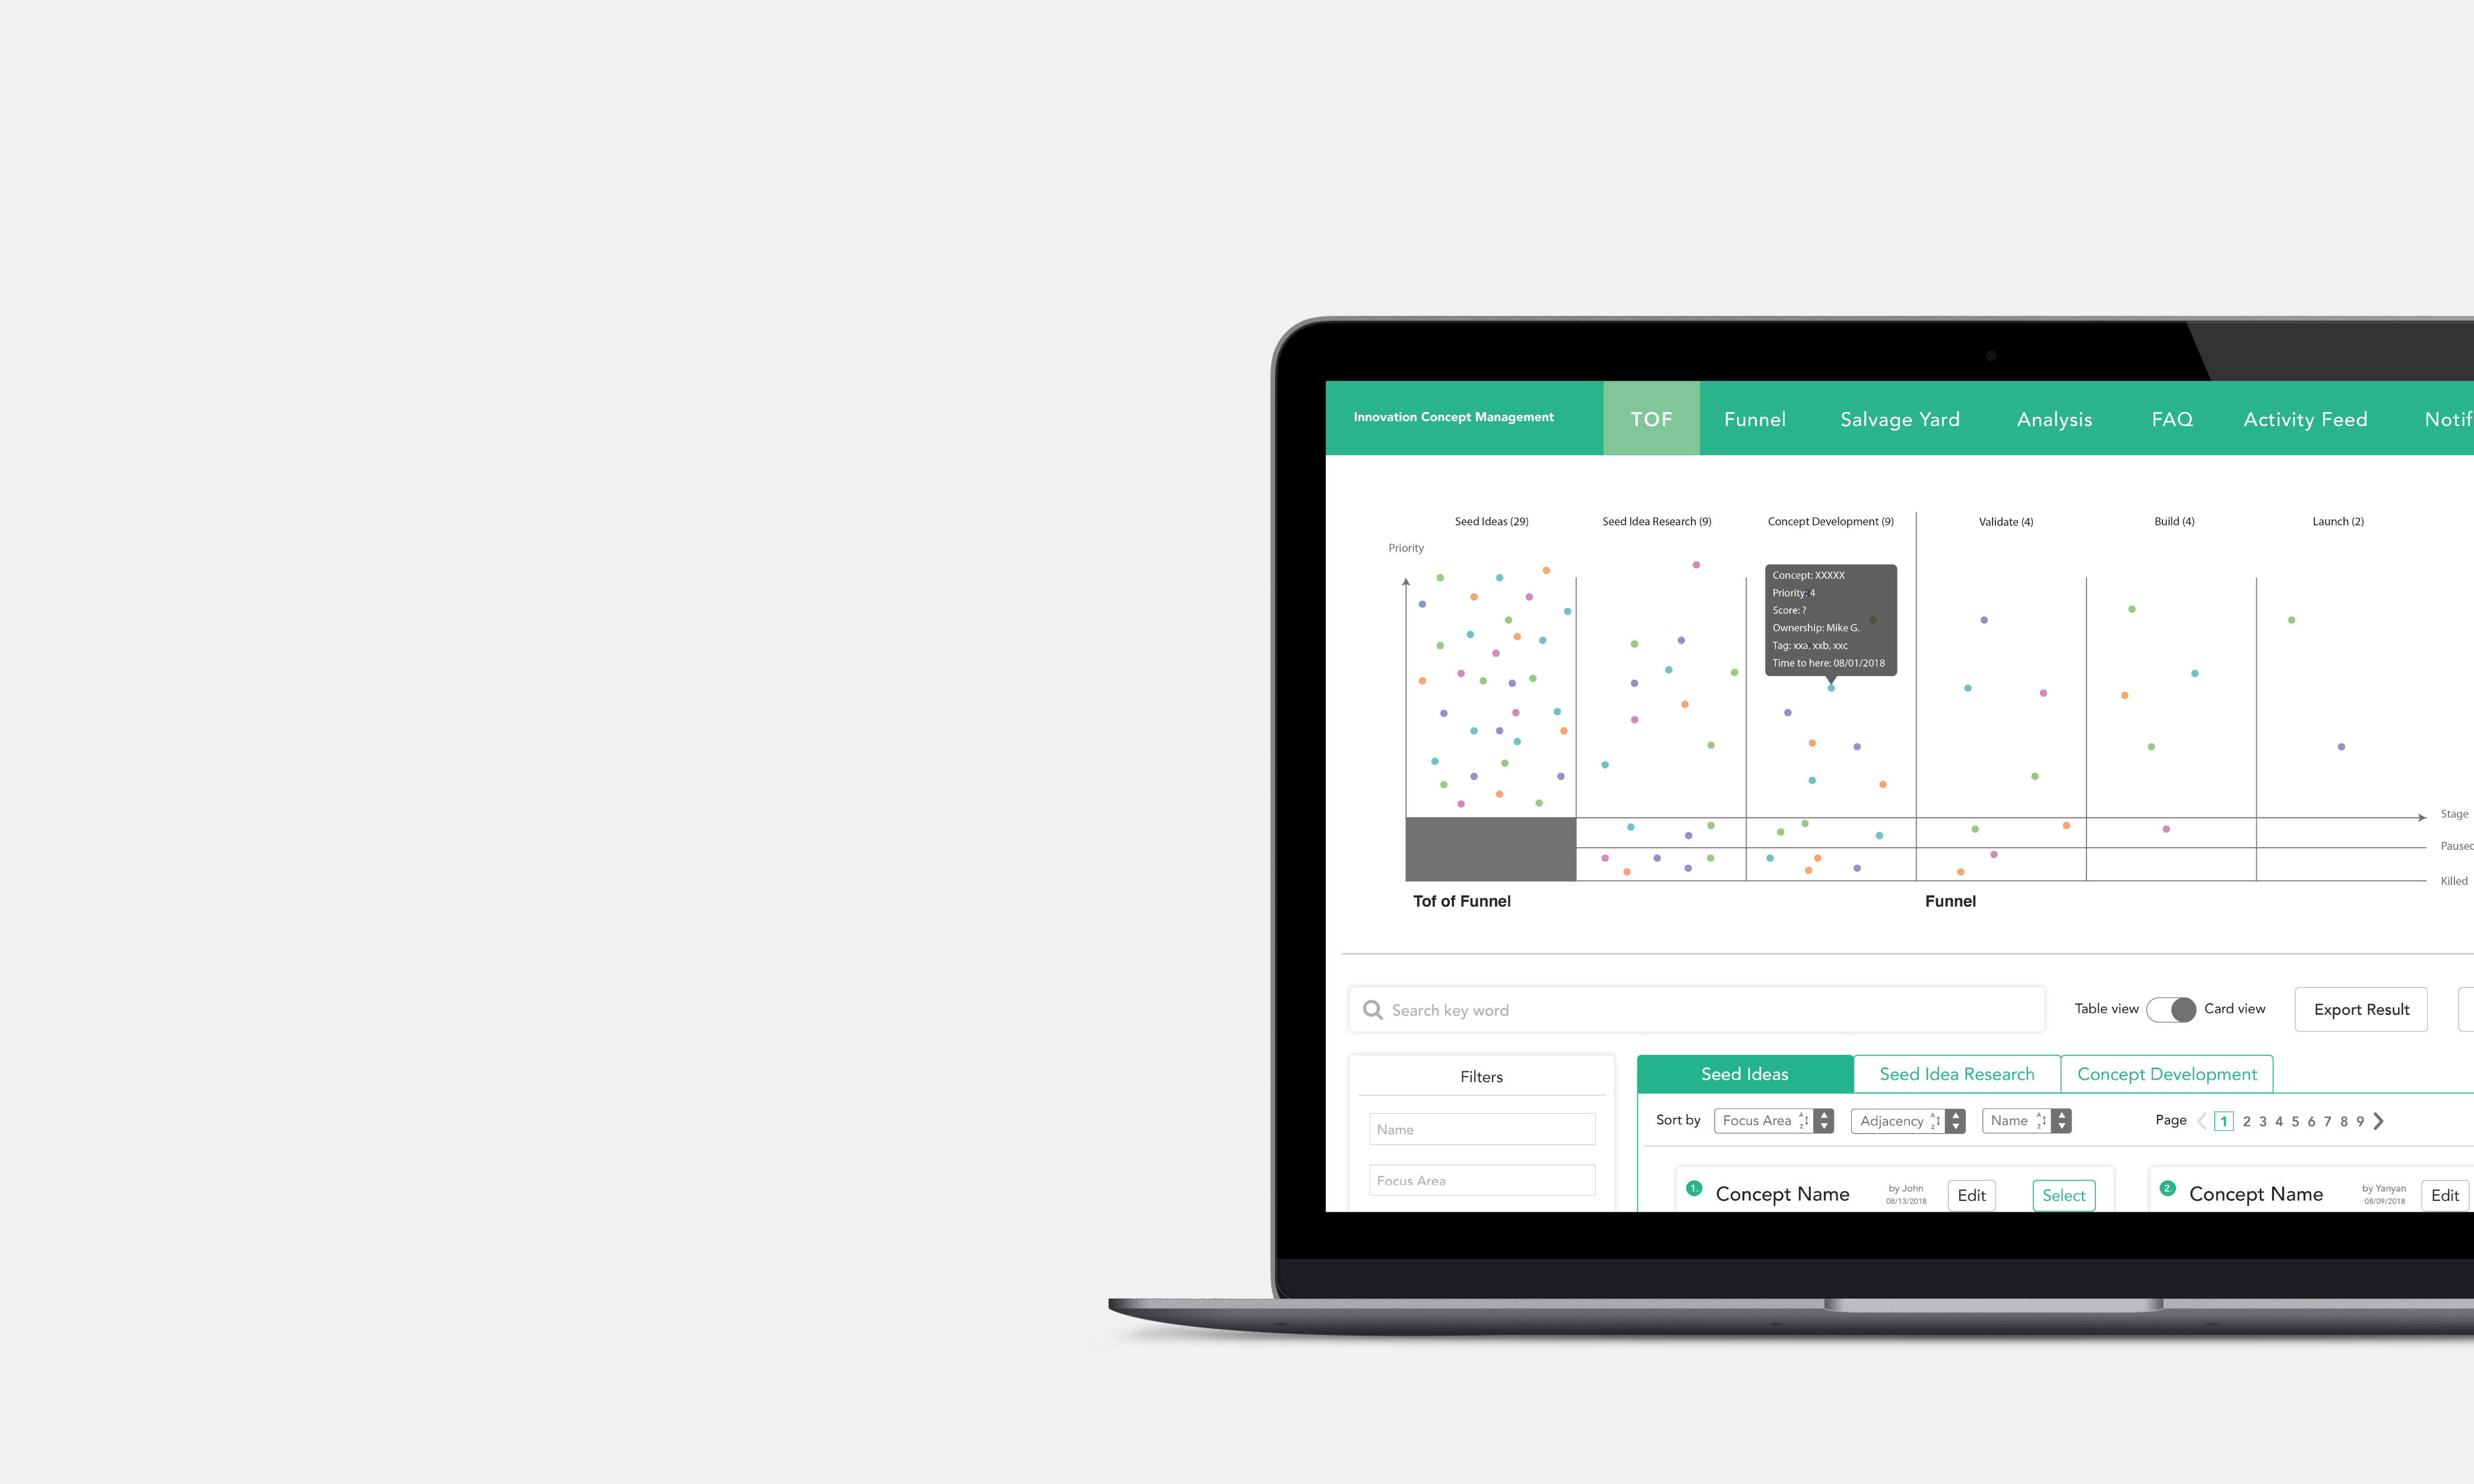 Innovation Concept Management TOF Funnel Salvage Yard Analysis FAQ Activity Feed Notif
Seed Ideas (29) Seed Idea Research (9) Concept Development (9) Validate (4) Build (4) Launch (2)
Priority
Concept: XXXXX
Priority: 4
Score: ?
Ownership: Mike G.
Tag: xxa, xxb, xxc
Time to here: 08/01/2018
Stage
Paused
Killed
Tof of Funnel Funnel
Search key word Table view Card view Export Result
Filters
Name
Focus Area
Seed Ideas Seed Idea Research Concept Development
Sort by Focus Area Adjacency Name Page 1 2 3 4 5 6 7 8 9
1. Concept Name by John 08/13/2018 Edit Select
2. Concept Name by Yanyan 08/09/2018 Edit